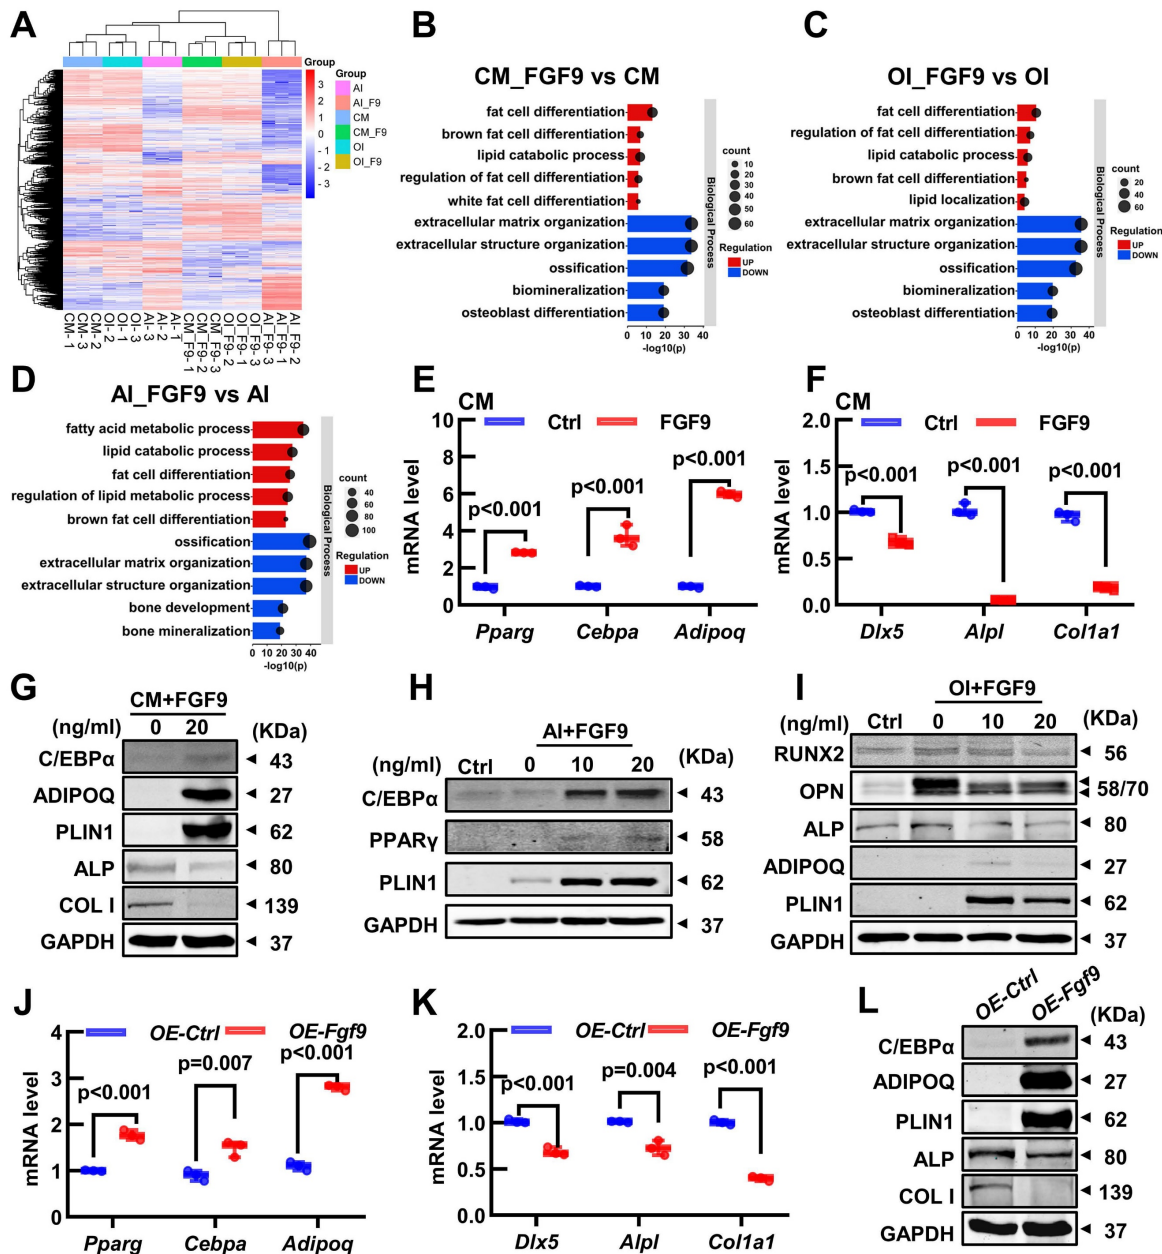 A
Group
3
2
1
0
- 1
- 2
- 3
Group
AI
AI_F9
CM
CM_F9
OI
OI_F9
CM- 1
CM- 3
CM- 2
OI- 2
OI- 1
OI- 3
AI- 3
AI- 2
AI- 1
CM_F9- 1
CM_F9- 2
CM_F9- 3
OI_F9- 2
OI_F9- 1
OI_F9- 3
AI_F9- 3
AI_F9- 1
AI_F9- 2
B
CM_FGF9 vs CM
fat cell differentiation
brown fat cell differentiation
lipid catabolic process
regulation of fat cell differentiation
white fat cell differentiation
extracellular matrix organization
extracellular structure organization
ossification
biomineralization
osteoblast differentiation
0 10 20 30 40
-log10(p)
Biological Process
count
10
20
30
40
50
60
Regulation
UP
DOWN
C
OI_FGF9 vs OI
fat cell differentiation
regulation of fat cell differentiation
lipid catabolic process
brown fat cell differentiation
lipid localization
extracellular matrix organization
extracellular structure organization
ossification
biomineralization
osteoblast differentiation
0 10 20 30 40
-log10(p)
Biological Process
count
20
40
60
Regulation
UP
DOWN
D
AI_FGF9 vs AI
fatty acid metabolic process
lipid catabolic process
fat cell differentiation
regulation of lipid metabolic process
brown fat cell differentiation
ossification
extracellular matrix organization
extracellular structure organization
bone development
bone mineralization
0 10 20 30 40
-log10(p)
Biological Process
count
40
60
80
100
Regulation
UP
DOWN
E
CM
Ctrl FGF9
mRNA level
10
8
6
4
2
0
p<0.001
p<0.001
p<0.001
Pparg Cebpa Adipoq
F
CM
Ctrl FGF9
mRNA level
2.0
1.5
1.0
0.5
0.0
p<0.001
p<0.001
p<0.001
Dlx5 Alpl Col1a1
G
CM+FGF9
(ng/ml) 0 20 (KDa)
C/EBPα 43
ADIPOQ 27
PLIN1 62
ALP 80
COL I 139
GAPDH 37
H
AI+FGF9
(ng/ml) Ctrl 0 10 20 (KDa)
C/EBPα 43
PPARγ 58
PLIN1 62
GAPDH 37
I
OI+FGF9
(ng/ml) Ctrl 0 10 20 (KDa)
RUNX2 56
OPN 58/70
ALP 80
ADIPOQ 27
PLIN1 62
GAPDH 37
J
OE-Ctrl OE-Fgf9
mRNA level
4
3
2
1
0
p<0.001
p=0.007
p<0.001
Pparg Cebpa Adipoq
K
OE-Ctrl OE-Fgf9
mRNA level
2.0
1.5
1.0
0.5
0.0
p<0.001
p=0.004
p<0.001
Dlx5 Alpl Col1a1
L
OE-Ctrl OE-Fgf9 (KDa)
C/EBPα 43
ADIPOQ 27
PLIN1 62
ALP 80
COL I 139
GAPDH 37